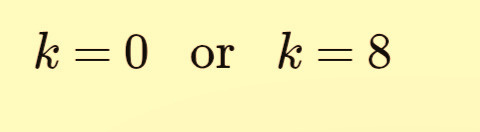 k = 0 or k = 8